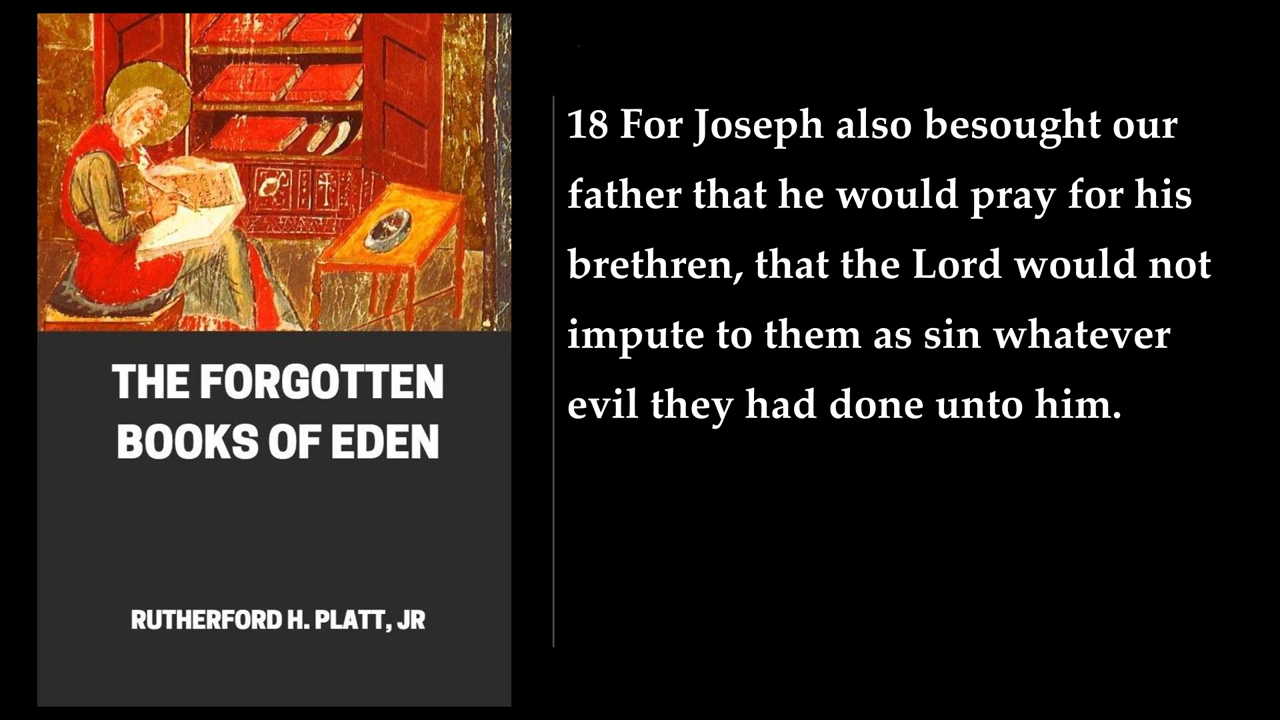 THE FORGOTTEN
BOOKS OF EDEN
RUTHERFORD H. PLATT, JR
18 For Joseph also besought our
father that he would pray for his
brethren, that the Lord would not
impute to them as sin whatever
evil they had done unto him.